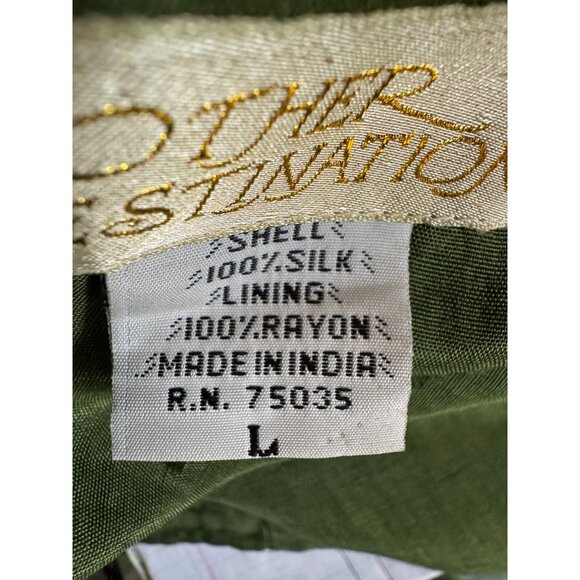 OTHER
ESTINATION
SHELL
100% SILK
LINING
100% RAYON
MADE IN INDIA
R.N. 75035
L